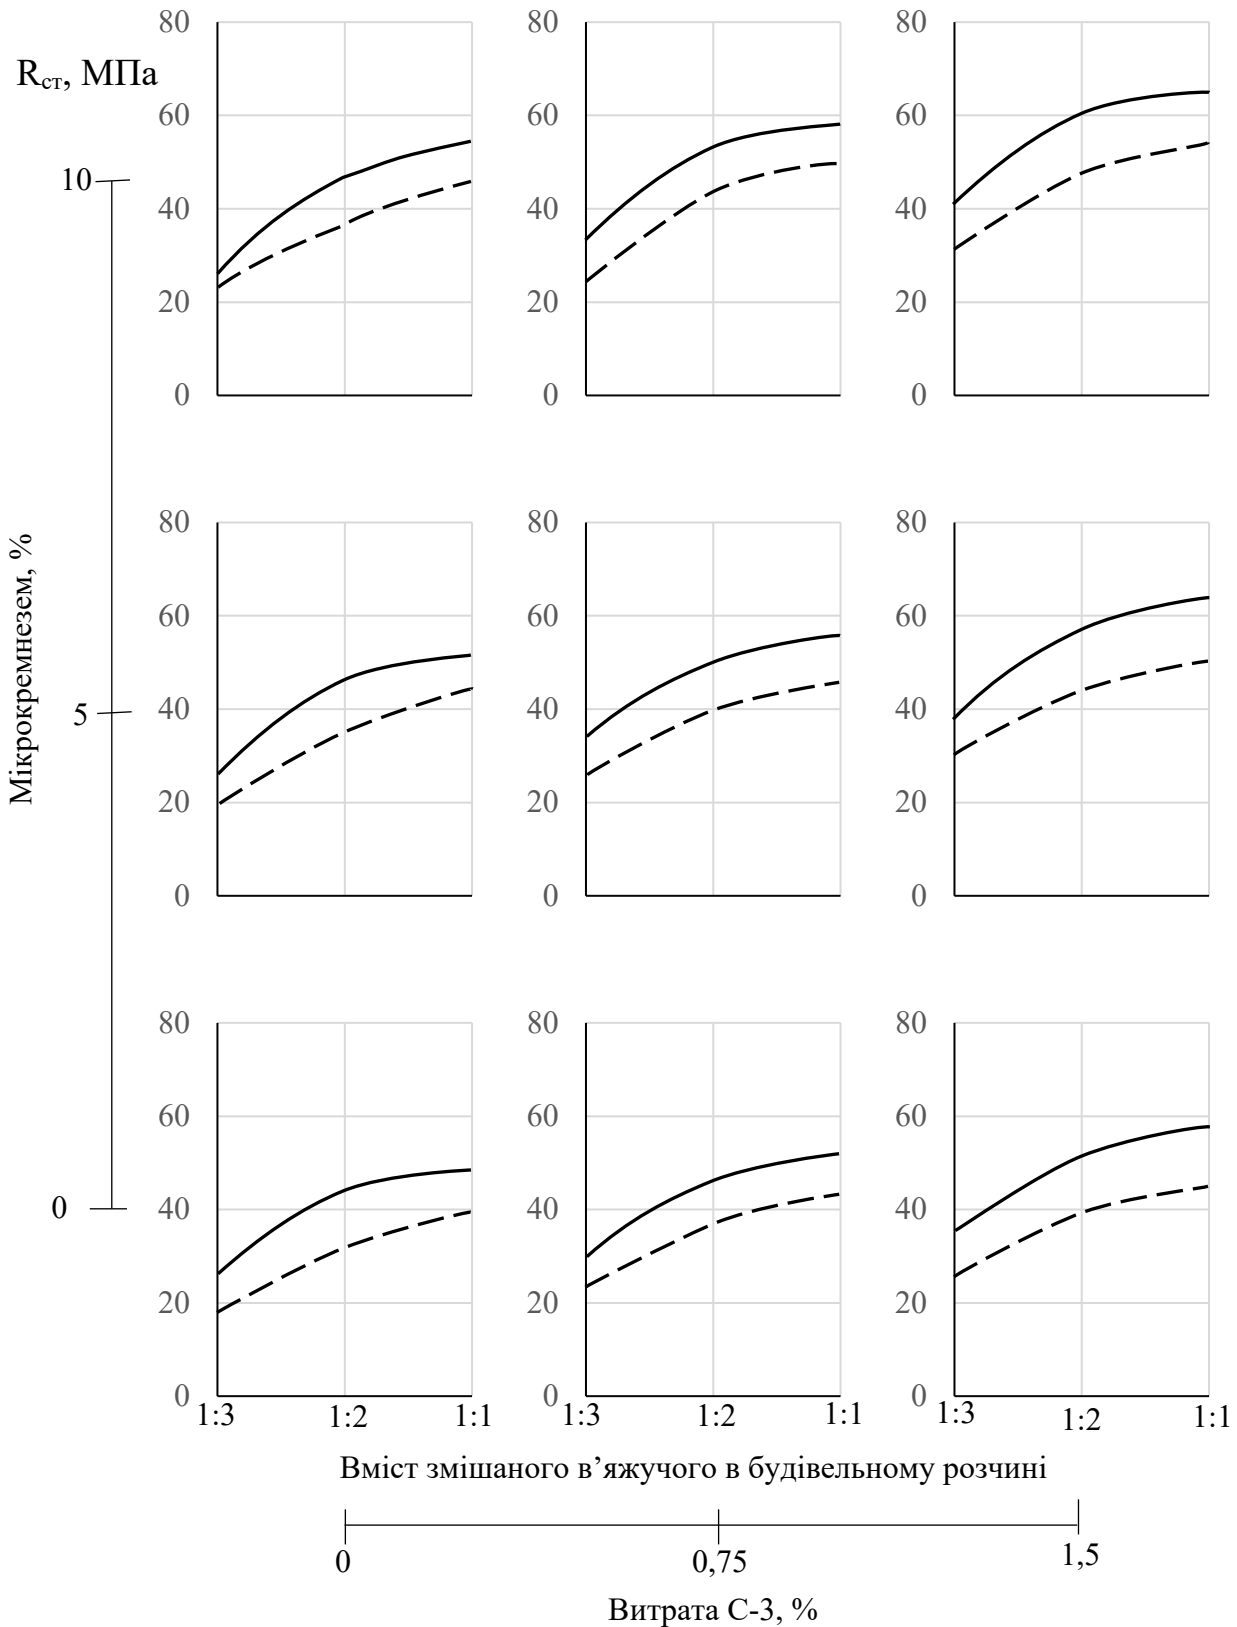 80 80 80
Rст, МПа
60 60 60
10
40 40 40
20 20 20
0 0 0
80 80 80
60 60 60
Мікрокремнезем, %
5
40 40 40
20 20 20
0 0 0
80 80 80
60 60 60
0
40 40 40
20 20 20
0 0 0
1:3 1:2 1:1 1:3 1:2 1:1 1:3 1:2 1:1
Вміст змішаного в’яжучого в будівельному розчині
0 0,75 1,5
Витрата С-3, %